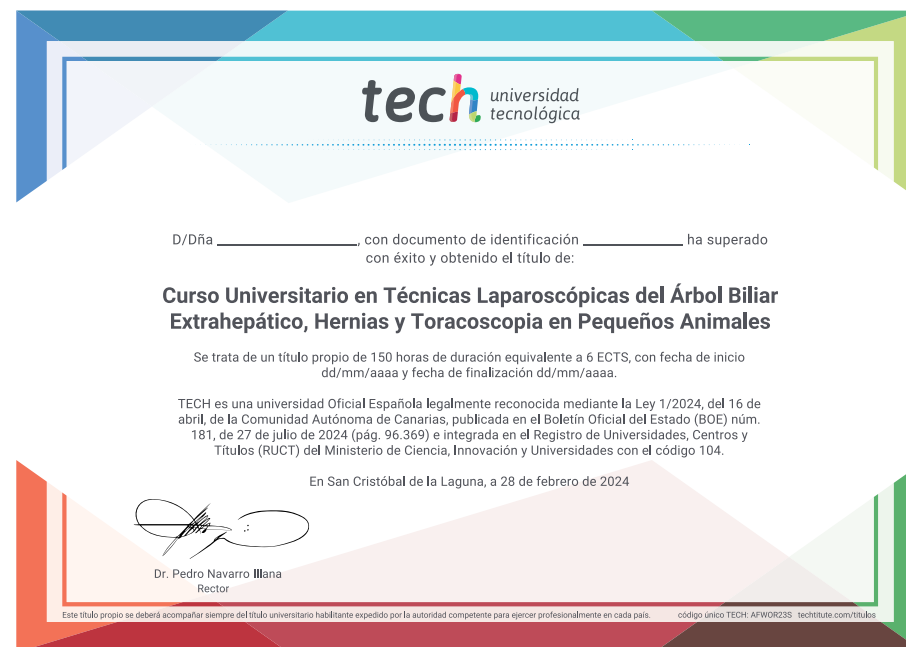 tech universidad
tecnológica
D/Dña ____________________, con documento de identificación ______________ ha superado
con éxito y obtenido el título de:
Curso Universitario en Técnicas Laparoscópicas del Árbol Biliar
Extrahepático, Hernias y Toracoscopia en Pequeños Animales
Se trata de un título propio de 150 horas de duración equivalente a 6 ECTS, con fecha de inicio
dd/mm/aaaa y fecha de finalización dd/mm/aaaa.
TECH es una universidad Oficial Española legalmente reconocida mediante la Ley 1/2024, del 16 de
abril, de la Comunidad Autónoma de Canarias, publicada en el Boletín Oficial del Estado (BOE) núm.
181, de 27 de julio de 2024 (pág. 96.369) e integrada en el Registro de Universidades, Centros y
Títulos (RUCT) del Ministerio de Ciencia, Innovación y Universidades con el código 104.
En San Cristóbal de la Laguna, a 28 de febrero de 2024
Dr. Pedro Navarro Illana
Rector
Este título propio se deberá acompañar siempre del título universitario habilitante expedido por la autoridad competente para ejercer profesionalmente en cada país. código único TECH: AFWOR23S techtitute.com/titulos